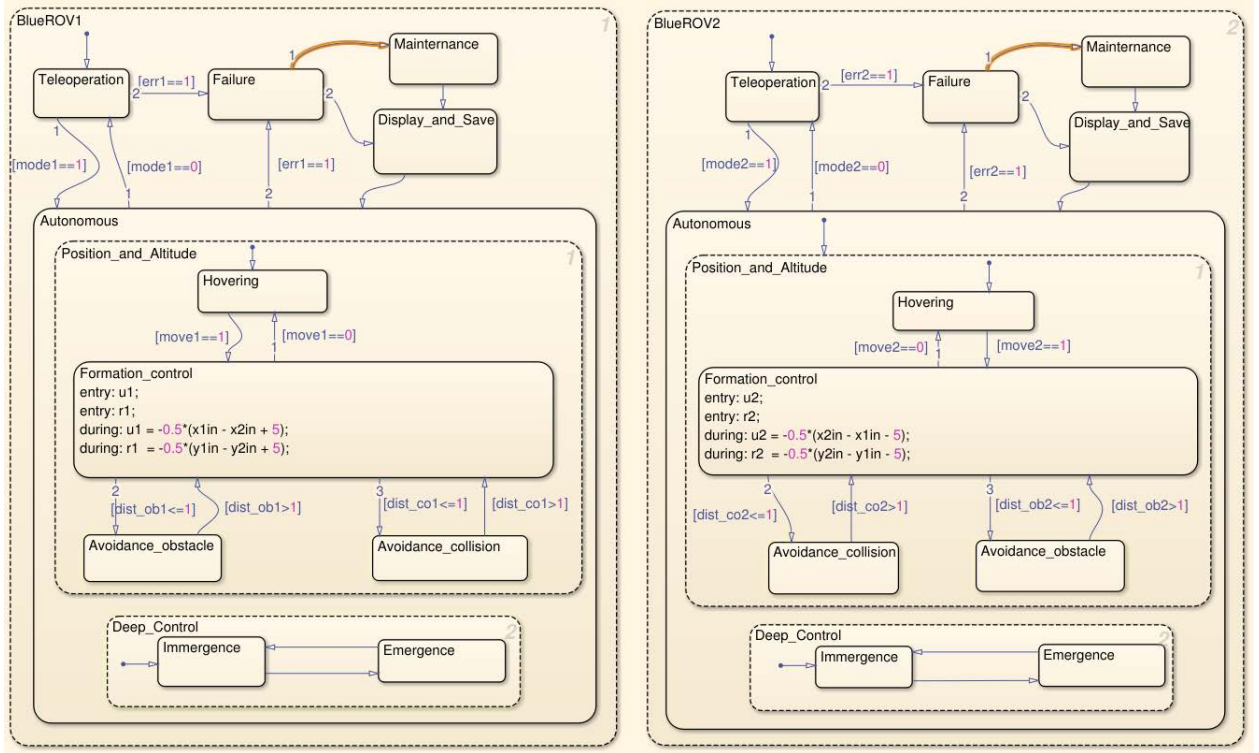 BlueROV1
1
Teleoperation
[err1==1]
2
Failure
1
2
Mainternance
Display_and_Save
1
[mode1==1]
[mode1==0]
1
[err1==1]
2
Autonomous
Position_and_Altitude
1
Hovering
[move1==1]
[move1==0]
1
Formation_control
entry: u1;
entry: r1;
during: u1 = -0.5*(x1in - x2in + 5);
during: r1 = -0.5*(y1in - y2in + 5);
2
[dist_ob1<=1]
[dist_ob1>1]
3
[dist_co1<=1]
[dist_co1>1]
Avoidance_obstacle
Avoidance_collision
Deep_Control
2
Immergence
Emergence
BlueROV2
2
Teleoperation
[err2==1]
2
Failure
1
2
Mainternance
Display_and_Save
1
[mode2==1]
[mode2==0]
1
[err2==1]
2
Autonomous
Position_and_Altitude
1
Hovering
[move2==0]
1
[move2==1]
Formation_control
entry: u2;
entry: r2;
during: u2 = -0.5*(x2in - x1in - 5);
during: r2 = -0.5*(y2in - y1in - 5);
2
[dist_co2<=1]
[dist_co2>1]
3
[dist_ob2<=1]
[dist_ob2>1]
Avoidance_collision
Avoidance_obstacle
Deep_Control
2
Immergence
Emergence